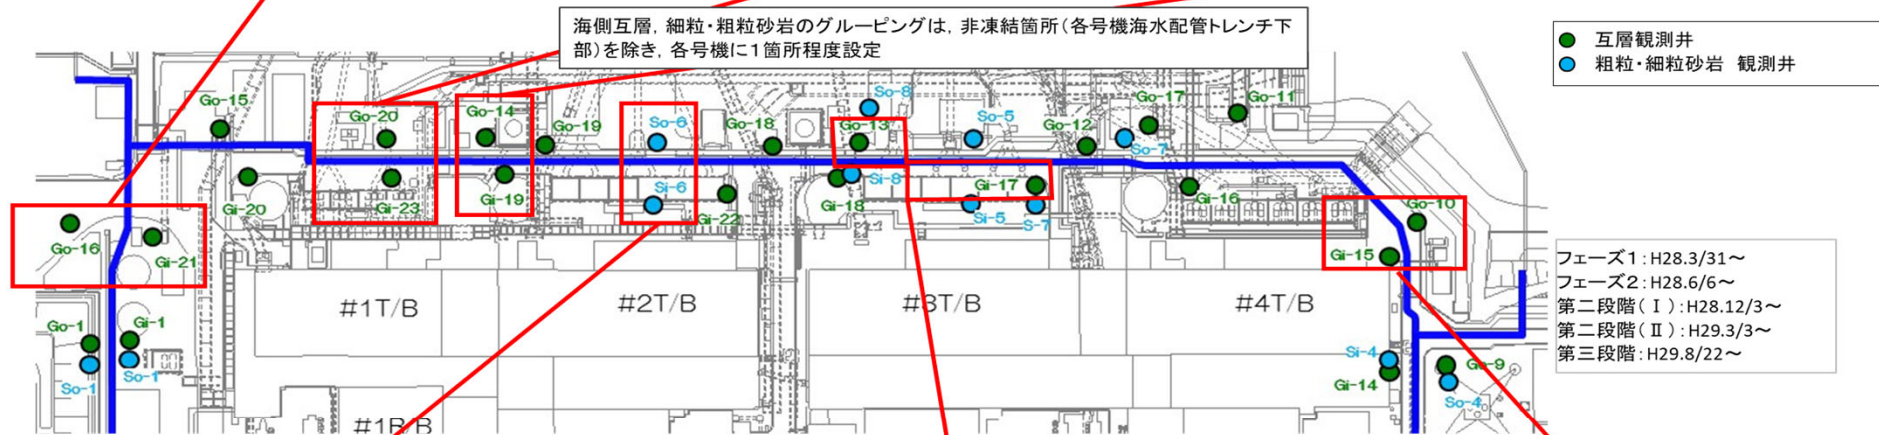 海側互層，細粒・粗粒砂岩のグルーピングは，非凍結箇所（各号機海水配管トレンチ下
部）を除き，各号機に1箇所程度設定
互層観測井
粗粒・細粒砂岩　観測井
Go-15
Go-20
Go-14
Go-19
So-6
Go-18
So-8
Go-13
So-5
Go-12
Go-17
So-7
Go-11
Gi-20
Gi-23
Gi-19
Si-6
Gi-22
Gi-18
Si-8
Gi-17
Si-5
S-7
Gi-16
Go-10
Gi-15
Go-16
Gi-21
#1T/B
#2T/B
#3T/B
#4T/B
Go-1
Gi-1
So-1
So-1
Si-4
Gi-14
Go-9
So-4
#1R/B
フェーズ1：H28.3/31～
フェーズ2：H28.6/6～
第二段階（Ⅰ）：H28.12/3～
第二段階（Ⅱ）：H29.3/3～
第三段階：H29.8/22～